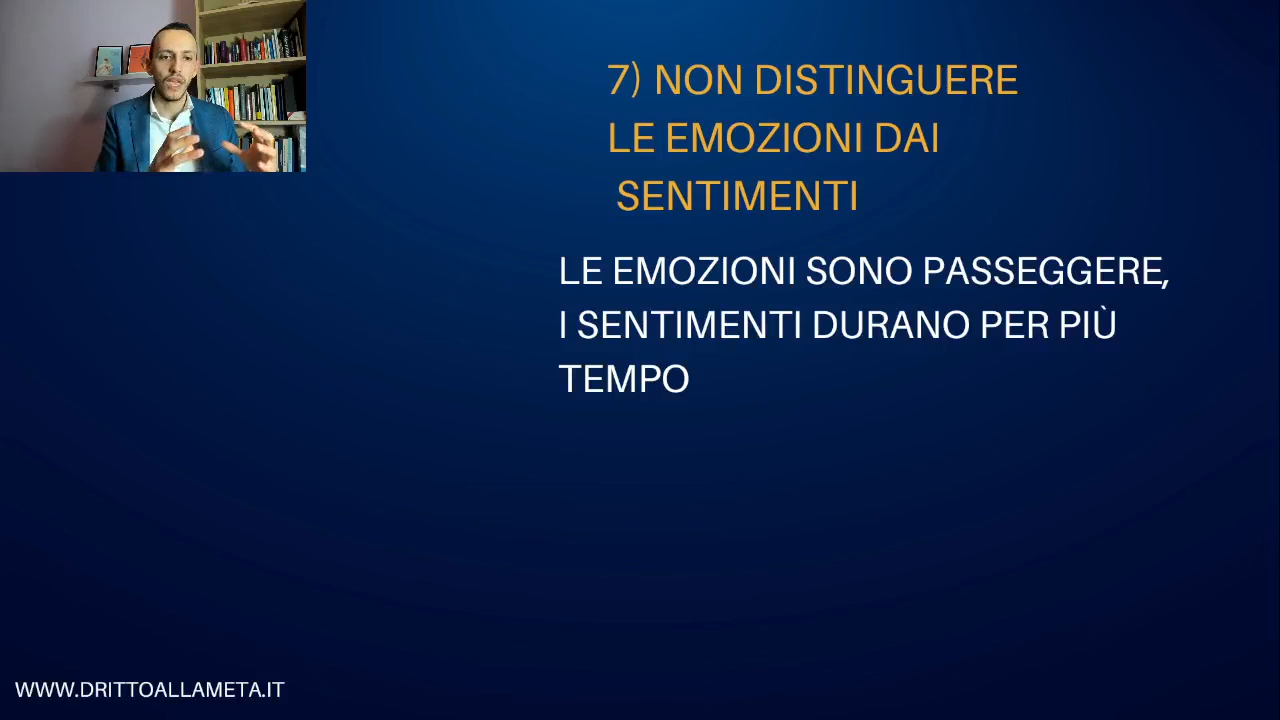 7) NON DISTINGUERE
LE EMOZIONI DAI
SENTIMENTI
LE EMOZIONI SONO PASSEGGERE,
I SENTIMENTI DURANO PER PIÙ
TEMPO
WWW.DRITTOALLAMETA.IT